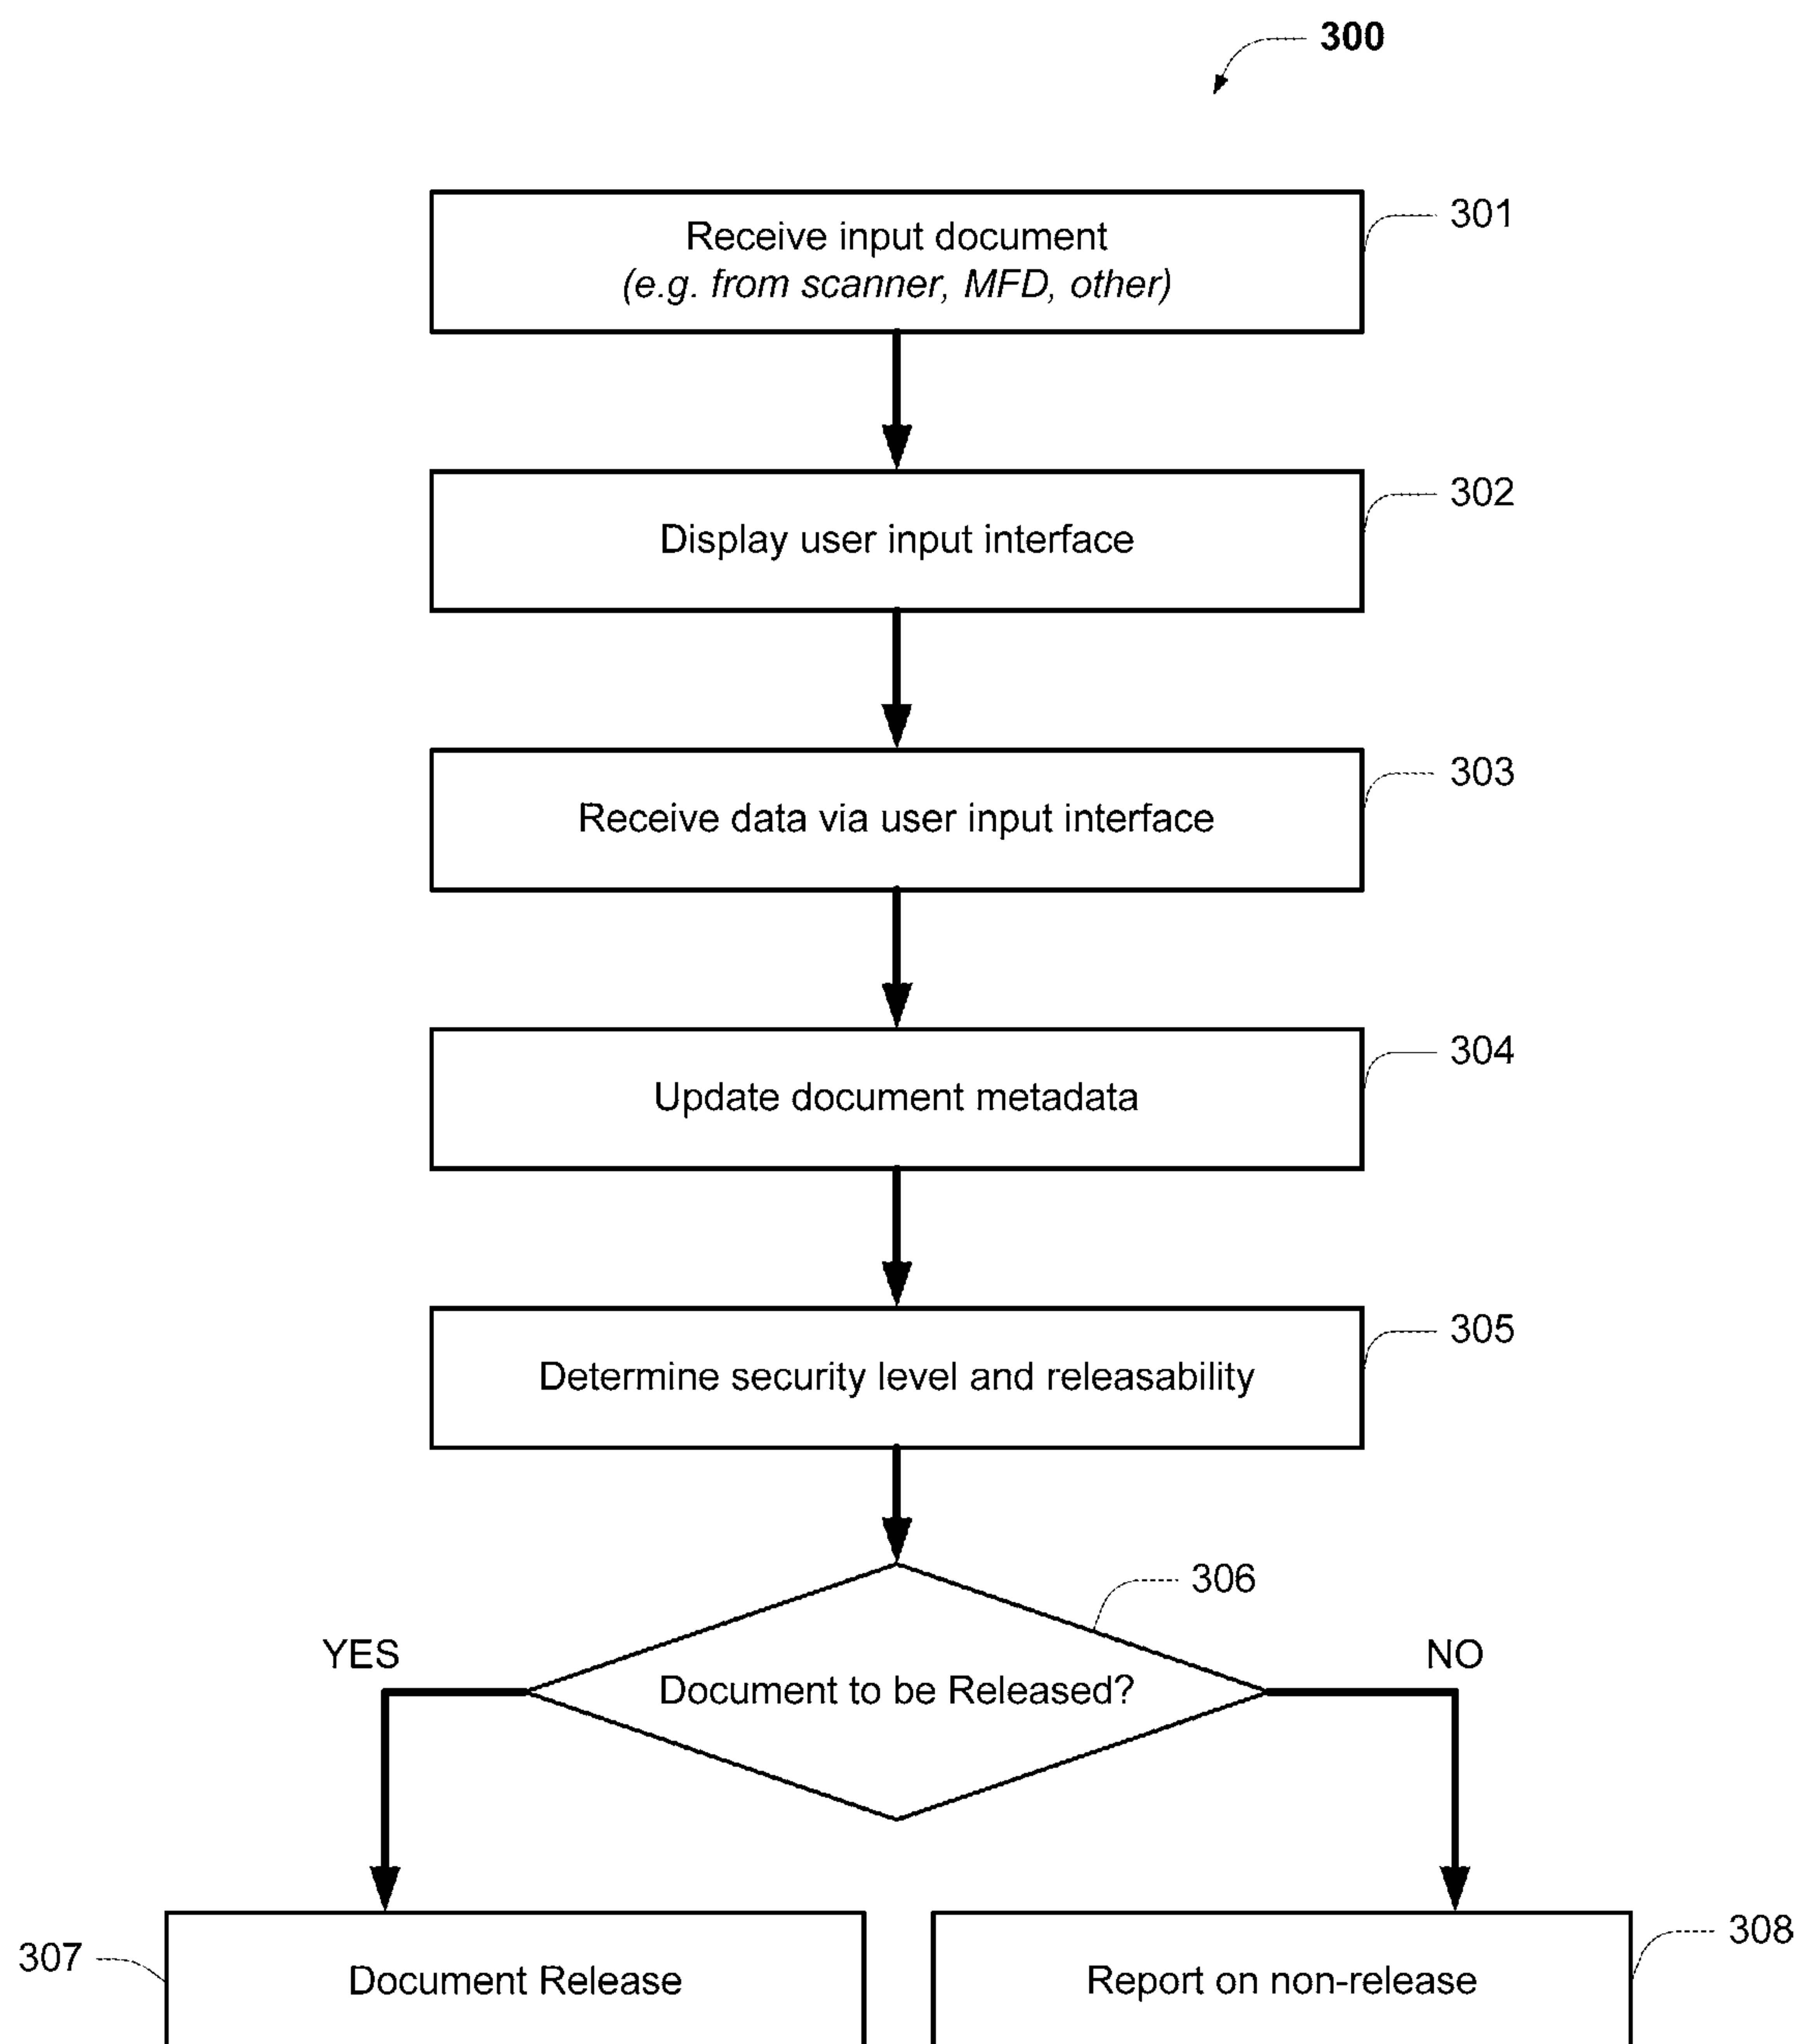 300
Receive input document
(e.g. from scanner, MFD, other)
301
Display user input interface
302
Receive data via user input interface
303
Update document metadata
304
Determine security level and releasability
305
306
YES
Document to be Released?
NO
307
Document Release
Report on non-release
308